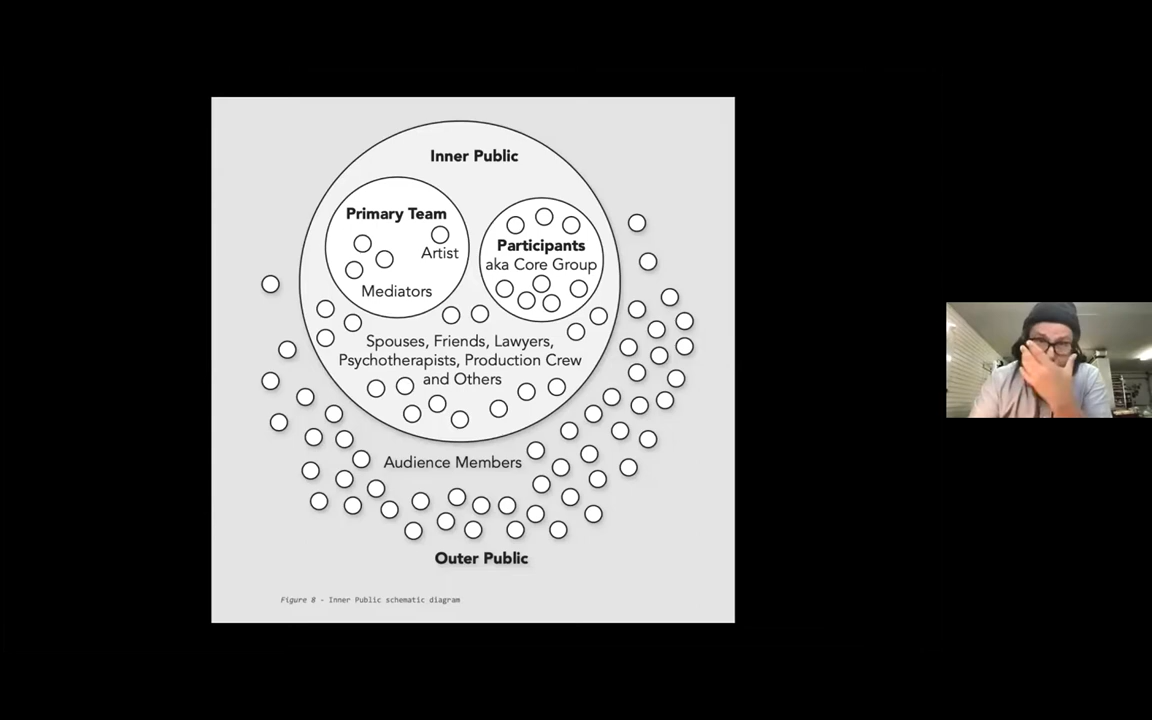 Inner Public
Primary Team
Artist
Mediators
Participants
aka Core Group
Spouses, Friends, Lawyers,
Psychotherapists, Production Crew
and Others
Audience Members
Outer Public
Figure 8 - Inner Public schematic diagram